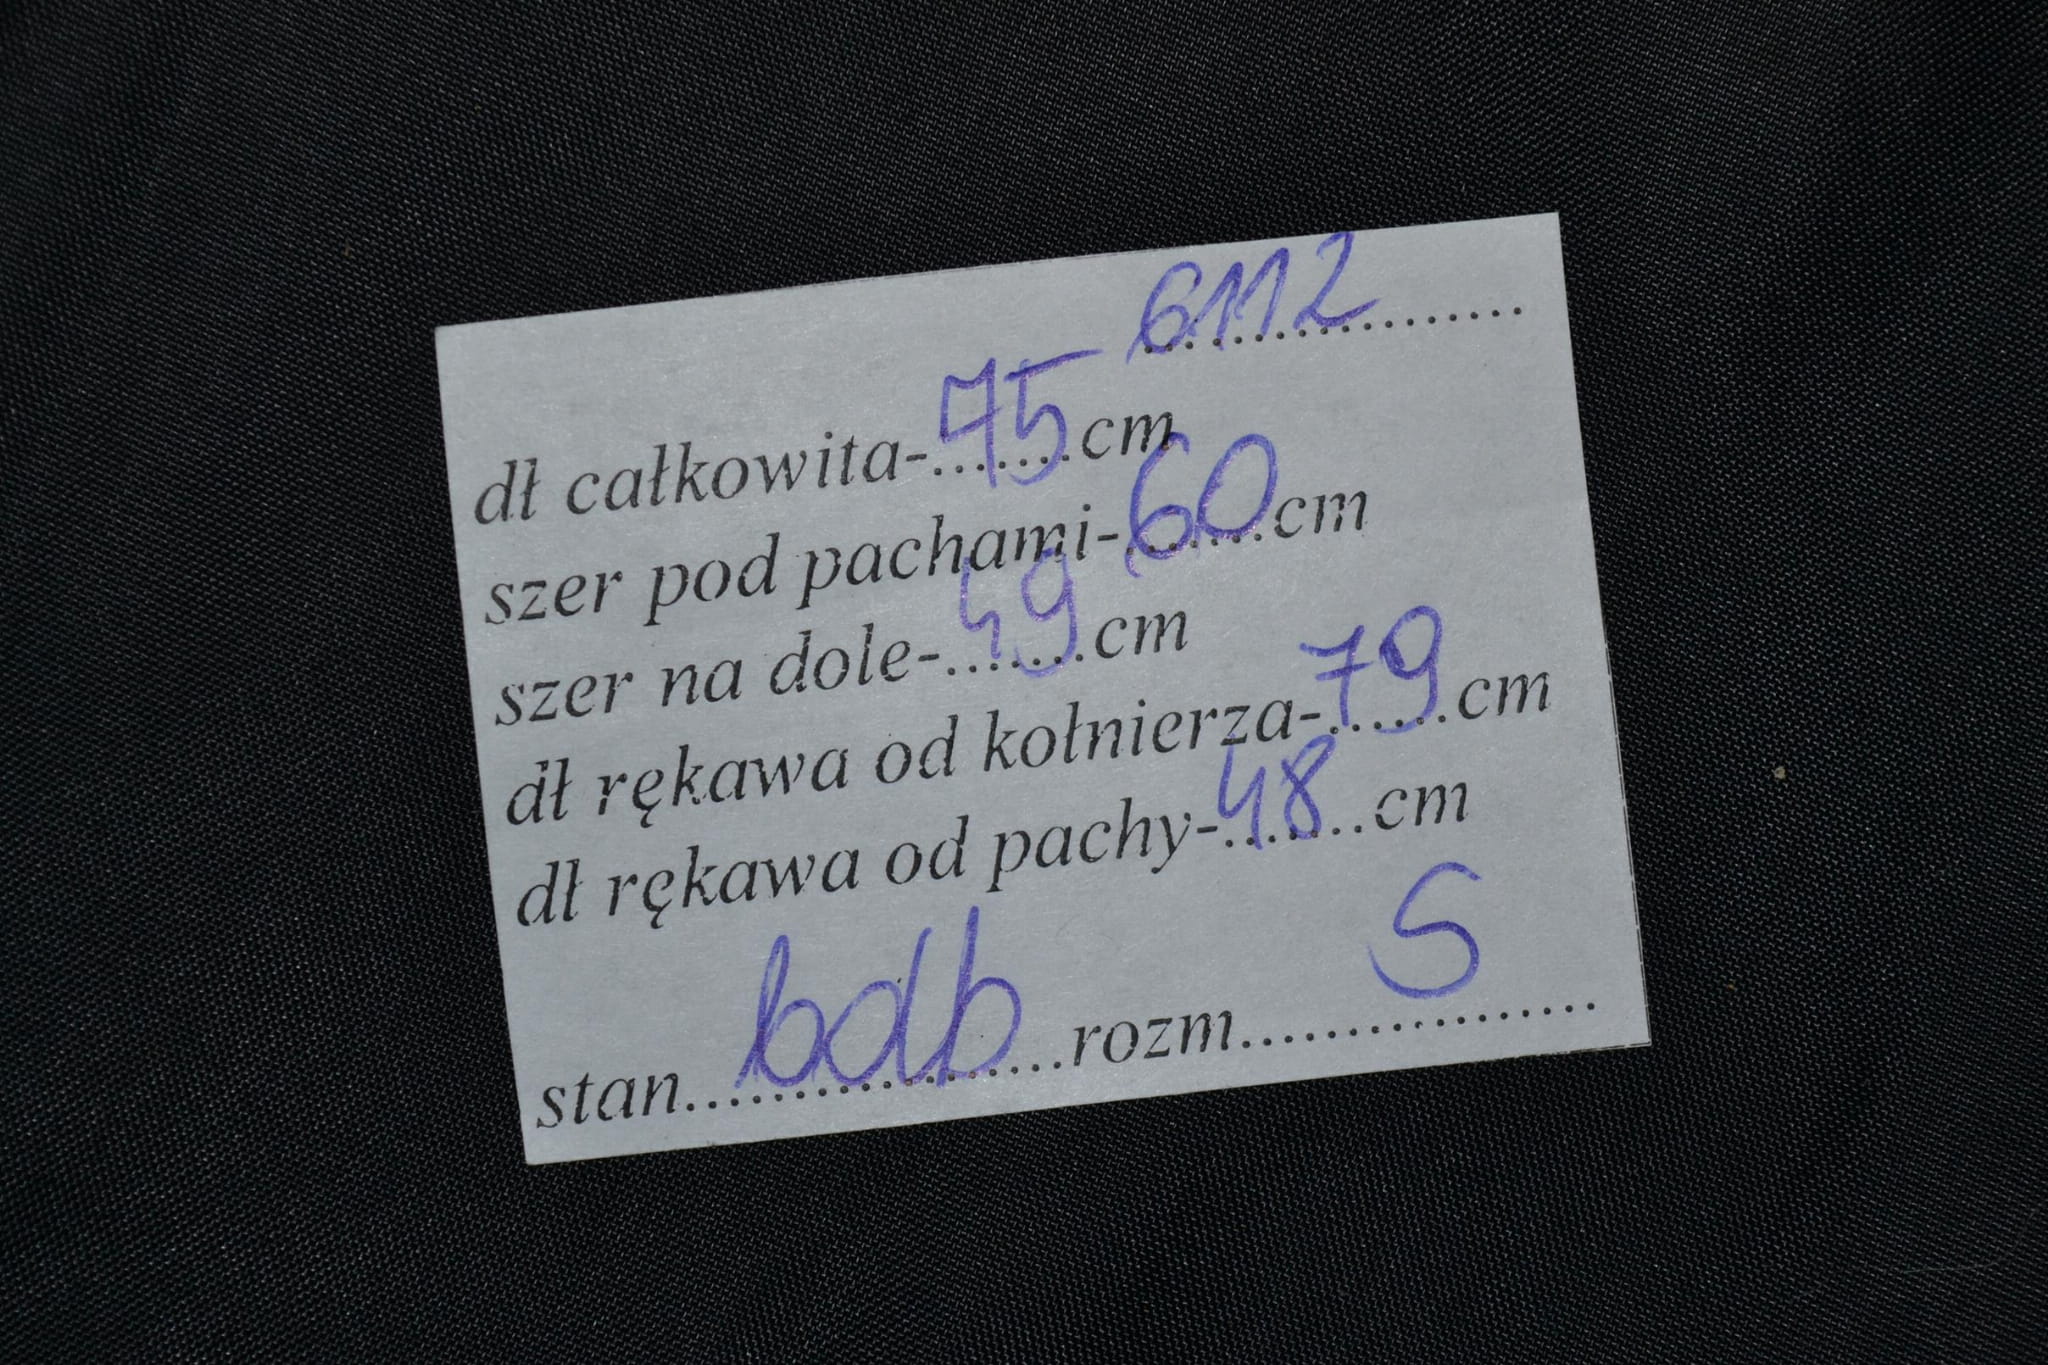 6112
dł całkowita-75cm
szer pod pachami-60cm
szer na dole-49cm
dł rękawa od kołnierza-79cm
dł rękawa od pachy-48cm
stan bdb rozm S